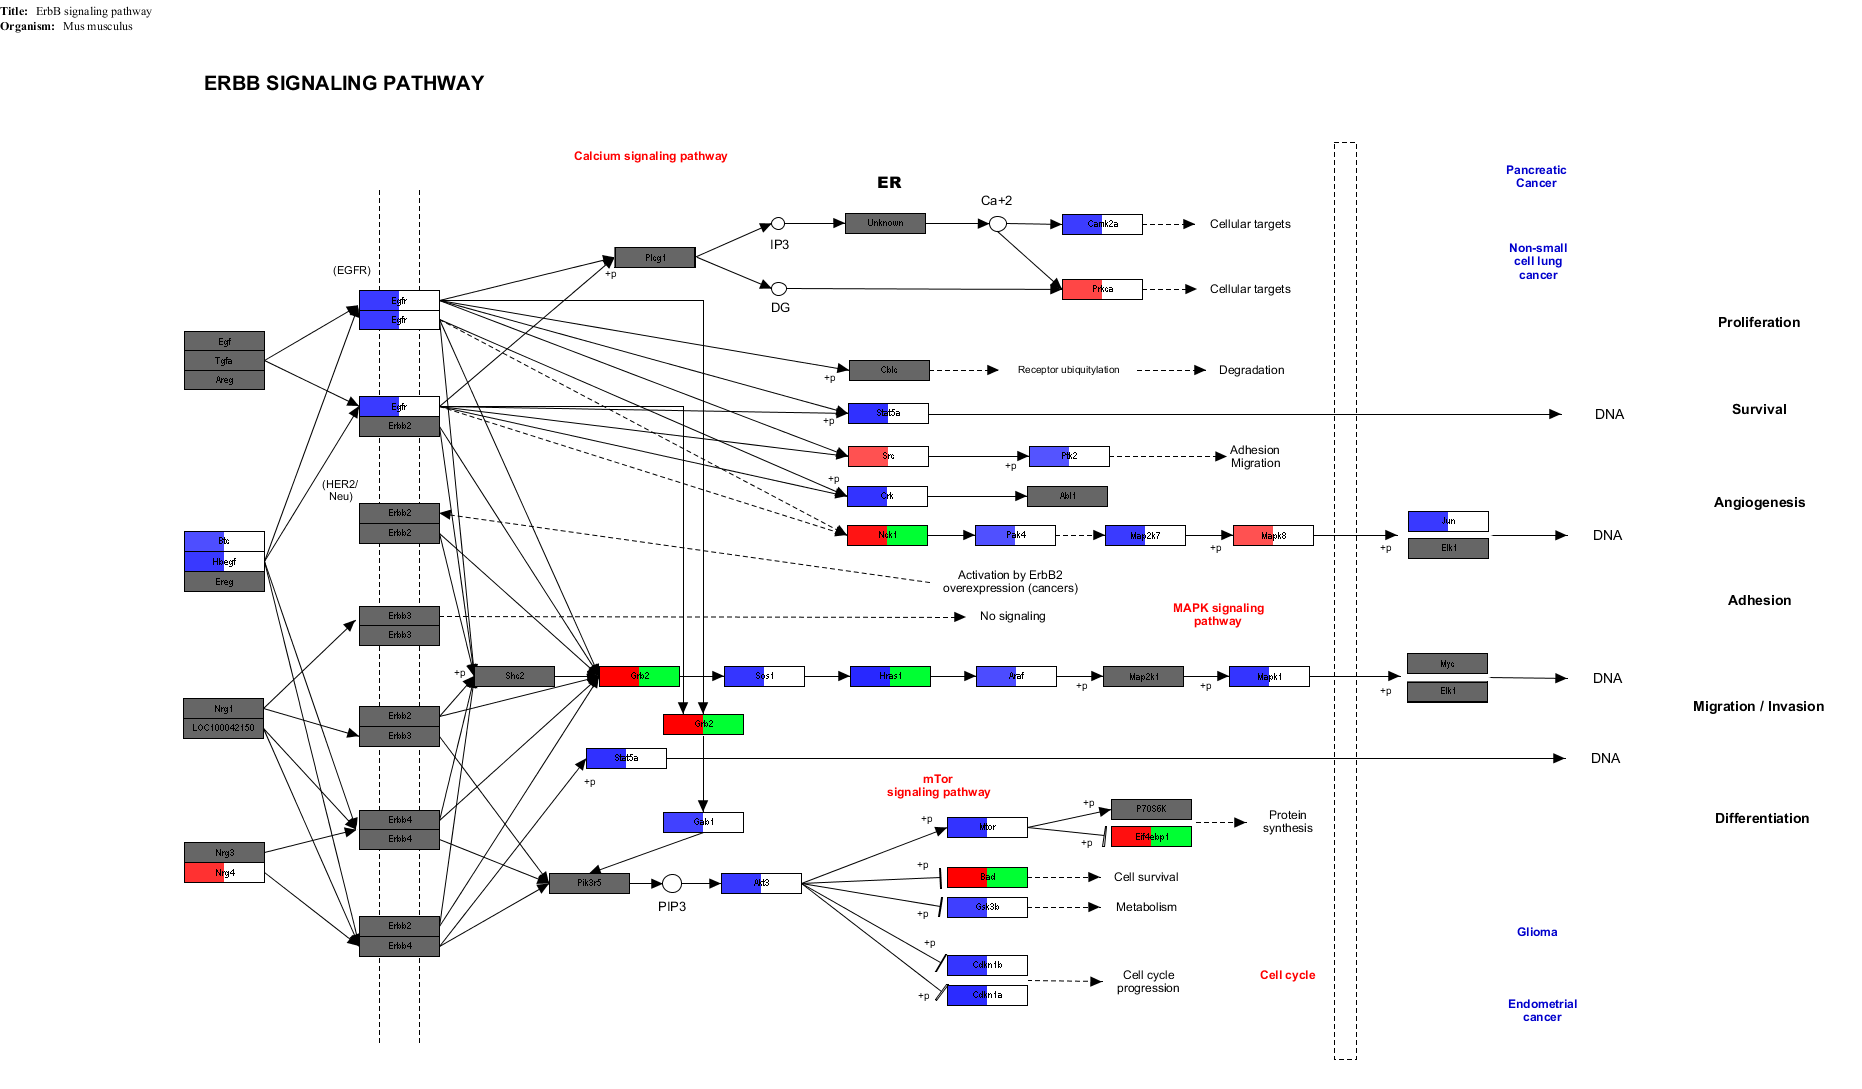 Title: ErbB signaling pathway
Organism: Mus musculus
ERBB SIGNALING PATHWAY
Calcium signaling pathway
Pancreatic
Cancer
ER
Ca+2
Unknown
Camk2a
Cellular targets
IP3
Plcg1
+p
Non-small
cell lung
cancer
(EGFR)
DG
Prkca
Cellular targets
Egfr
Egfr
Proliferation
Egf
Tgfa
Areg
Cblc
+p
Receptor ubiquitylation
Degradation
Egfr
Erbb2
Stat5a
+p
DNA
Survival
Src
+p
Ptk2
Adhesion
Migration
(HER2/
Neu)
+p
Crk
Abl1
Angiogenesis
Erbb2
Erbb2
Nck1
Pak4
Map2k7
+p
Mapk8
+p
Jun
Elk1
DNA
Btc
Hbegf
Ereg
Activation by ErbB2
overexpression (cancers)
Adhesion
Erbb3
Erbb3
No signaling
MAPK signaling
pathway
+p
Shc2
Grb2
Sos1
Hras1
Araf
+p
Map2k1
+p
Mapk1
+p
Myc
Elk1
DNA
Nrg1
LOC100042150
Erbb2
Erbb3
Grb2
Migration / Invasion
Stat5a
+p
DNA
mTor
signaling pathway
Erbb4
Erbb4
Gab1
+p
Mtor
+p
P70S6K
+p
Eif4ebp1
Protein
synthesis
Differentiation
Nrg3
Nrg4
Pik3r5
PIP3
Akt3
+p
Bad
Cell survival
+p
Gsk3b
Metabolism
Erbb2
Erbb4
Glioma
+p
Cdkn1b
+p
Cdkn1a
Cell cycle
progression
Cell cycle
Endometrial
cancer